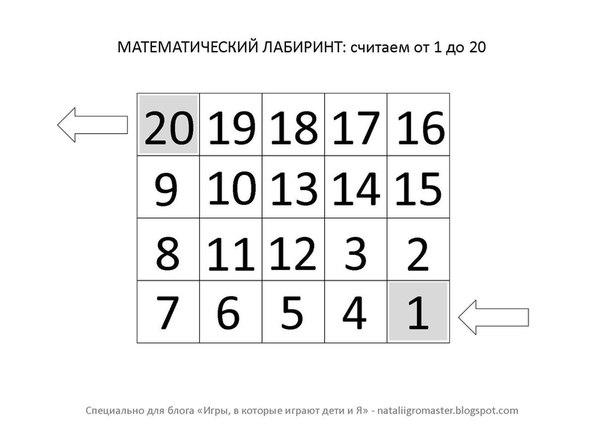 МАТЕМАТИЧЕСКИЙ ЛАБИРИНТ: считаем от 1 до 20
20 19 18 17 16
9 10 13 14 15
8 11 12 3 2
7 6 5 4 1
Специально для блога «Игры, в которые играют дети и Я» - nataliigromaster.blogspot.com